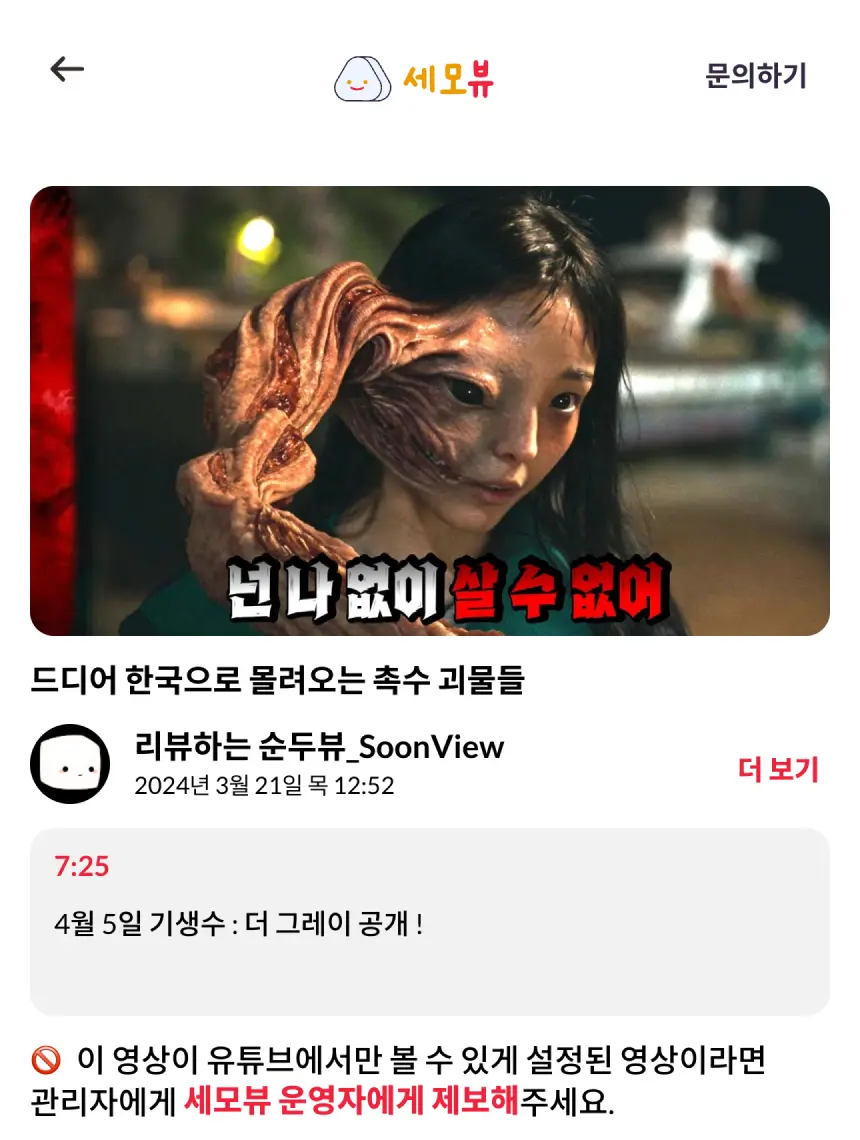 세모뷰
문의하기
넌 나 없이 살 수 없어
드디어 한국으로 몰려오는 촉수 괴물들
리뷰하는 순두뷰_SoonView
2024년 3월 21일 목 12:52
더 보기
7:25
4월 5일 기생수 : 더 그레이 공개 !
🚫 이 영상이 유튜브에서만 볼 수 있게 설정된 영상이라면
관리자에게 세모뷰 운영자에게 제보해주세요.